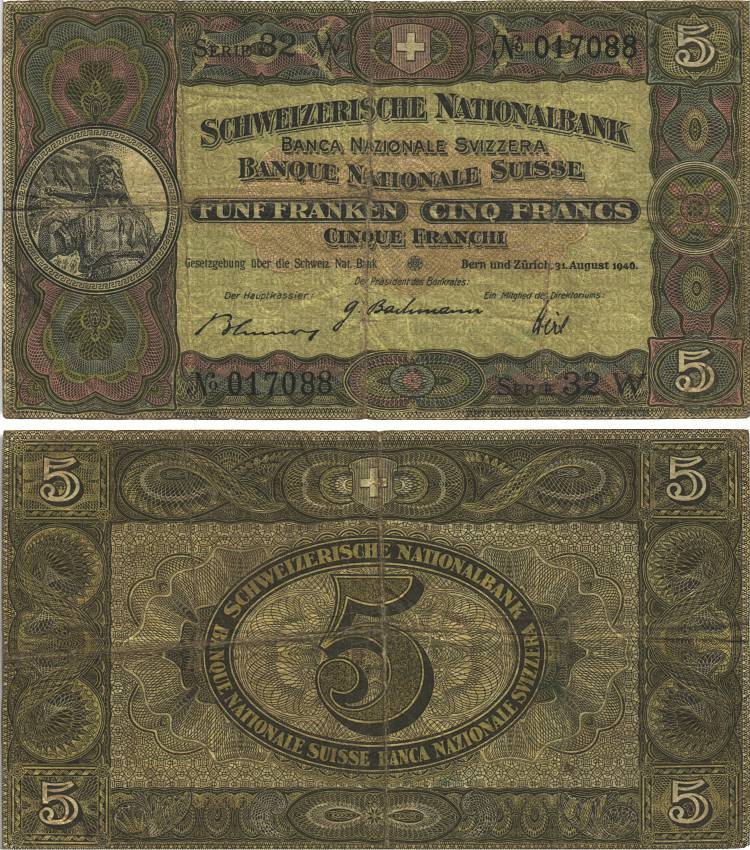 SERIE 32 W
No 017088
5
SCHWEIZERISCHE NATIONALBANK
BANCA NAZIONALE SVIZZERA
BANQUE NATIONALE SUISSE
FÜNF FRANKEN CINQ FRANCS
CINQUE FRANCHI
Gesetzgebung über die Schweiz. Nat. Bank
Bern und Zürich, 31. August 1946.
Der Präsident des Bankrates:
Der Hauptkassier:
Ein Mitglied des Direktoriums:
G. Bachmann
No 017088
SERIE 32 W
5
5
5
SCHWEIZERISCHE NATIONALBANK
5
BANQUE NATIONALE SUISSE BANCA NAZIONALE SVIZZERA
5
5